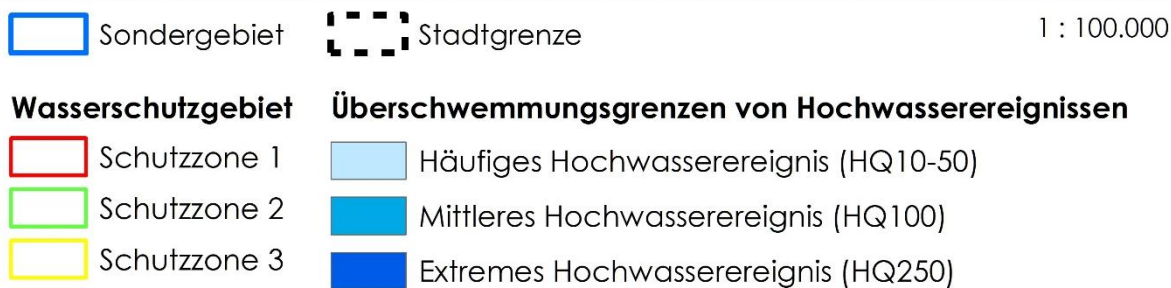 Sondergebiet Stadtgrenze 1 : 100.000
Wasserschutzgebiet Überschwemmungsgrenzen von Hochwasserereignissen
Schutzzone 1 Häufiges Hochwasserereignis (HQ10-50)
Schutzzone 2 Mittleres Hochwasserereignis (HQ100)
Schutzzone 3 Extremes Hochwasserereignis (HQ250)